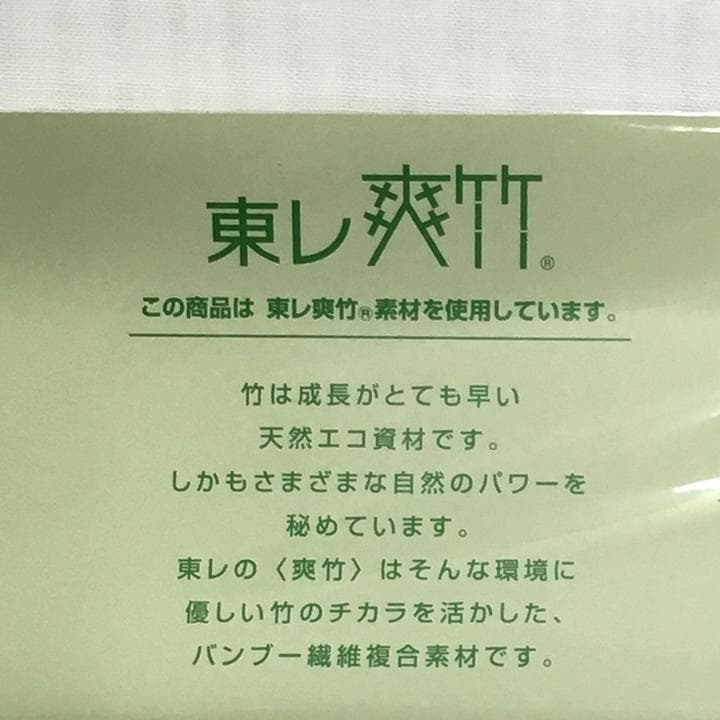 東レ爽竹®
この商品は 東レ爽竹®素材を使用しています。
竹は成長がとても早い
天然エコ資材です。
しかもさまざまな自然のパワーを
秘めています。
東レの〈爽竹〉はそんな環境に
優しい竹のチカラを活かした、
バンブー繊維複合素材です。